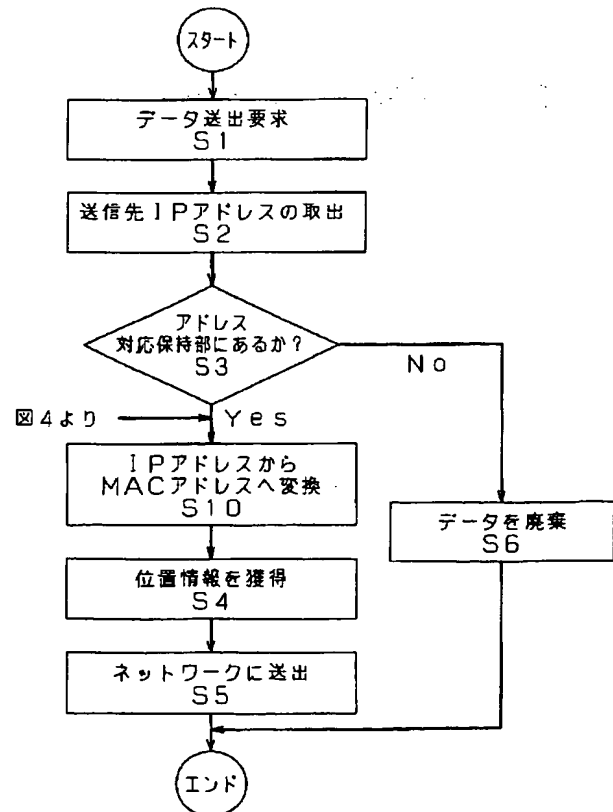 スタート
データ送出要求
S1
送信先IPアドレスの取出
S2
アドレス
対応保持部にあるか?
S3
No
図4より
Yes
IPアドレスから
MACアドレスへ変換
S10
データを廃棄
S6
位置情報を獲得
S4
ネットワークに送出
S5
エンド